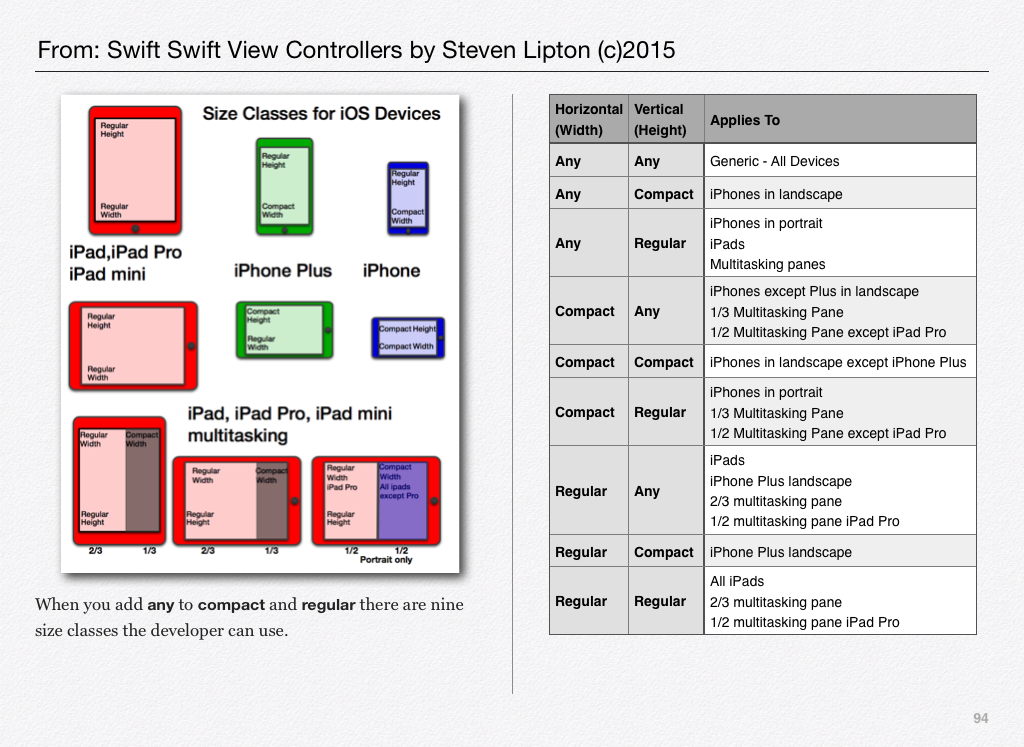 From: Swift Swift View Controllers by Steven Lipton (c)2015
Size Classes for iOS Devices
Regular
Height
Regular
Width
Regular
Height
Compact
Width
Regular
Height
Compact
Width
iPad,iPad Pro
iPad mini
iPhone Plus
iPhone
Regular
Height
Regular
Width
Compact
Height
Regular
Width
Compact Height
Compact Width
iPad, iPad Pro, iPad mini
multitasking
Regular
Width
Compact
Width
Regular
Height
2/3
1/3
Regular
Width
Compact
Width
Regular
Height
2/3
1/3
Regular
Width
iPad Pro
Compact
Width
All ipads
except Pro
Regular
Height
1/2
1/2
Portrait only
When you add any to compact and regular there are nine
size classes the developer can use.
Horizontal (Width) Vertical (Height) Applies To
Any Any Generic - All Devices
Any Compact iPhones in landscape
Any Regular iPhones in portrait
iPads
Multitasking panes
Compact Any iPhones except Plus in landscape
1/3 Multitasking Pane
1/2 Multitasking Pane except iPad Pro
Compact Compact iPhones in landscape except iPhone Plus
Compact Regular iPhones in portrait
1/3 Multitasking Pane
1/2 Multitasking Pane except iPad Pro
Regular Any iPads
iPhone Plus landscape
2/3 multitasking pane
1/2 multitasking pane iPad Pro
Regular Compact iPhone Plus landscape
Regular Regular All iPads
2/3 multitasking pane
1/2 multitasking pane iPad Pro
94